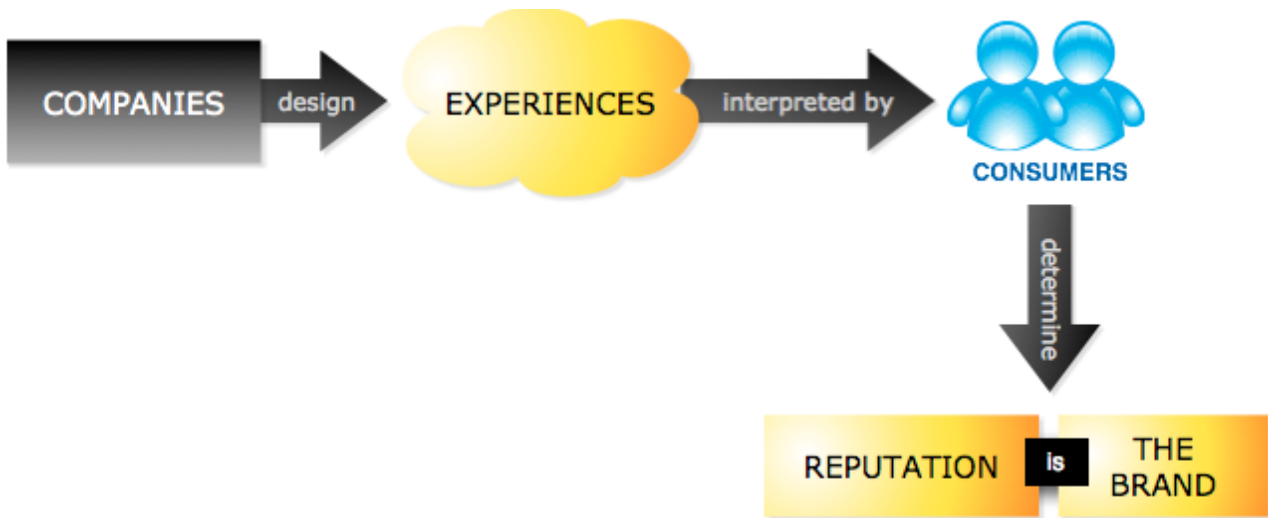 COMPANIES
design
EXPERIENCES
interpreted by
CONSUMERS
determine
REPUTATION
is
THE
BRAND